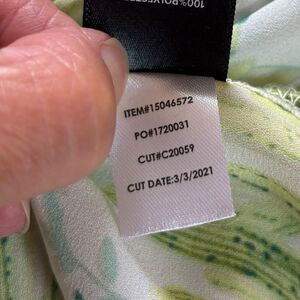 100% POLYESTER
ITEM#15046572
PO#1720031
CUT#C20059
CUT DATE:3/3/2021